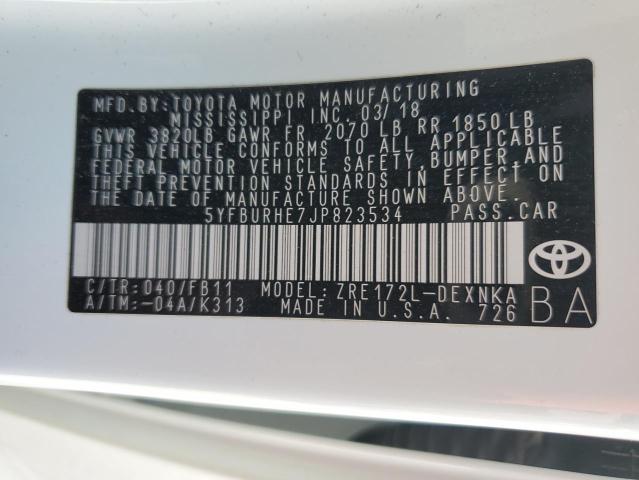 MFD. BY: TOYOTA MOTOR MANUFACTURING
MISSISSIPPI INC. 03/18
GVWR 3820LB GAWR FR 2070 LB RR 1850 LB
THIS VEHICLE CONFORMS TO ALL APPLICABLE
FEDERAL MOTOR VEHICLE SAFETY, BUMPER, AND
THEFT PREVENTION STANDARDS IN EFFECT ON
THE DATE OF MANUFACTURE SHOWN ABOVE.
5YFBURHE7JP823534 PASS. CAR
C/TR: 040/FB11 MODEL: ZRE172L-DEXNKA
A/TM: -04A/K313 MADE IN U.S.A. 726
BA